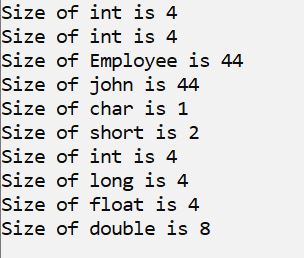 Size of int is 4
Size of int is 4
Size of Employee is 44
Size of john is 44
Size of char is 1
Size of short is 2
Size of int is 4
Size of long is 4
Size of float is 4
Size of double is 8